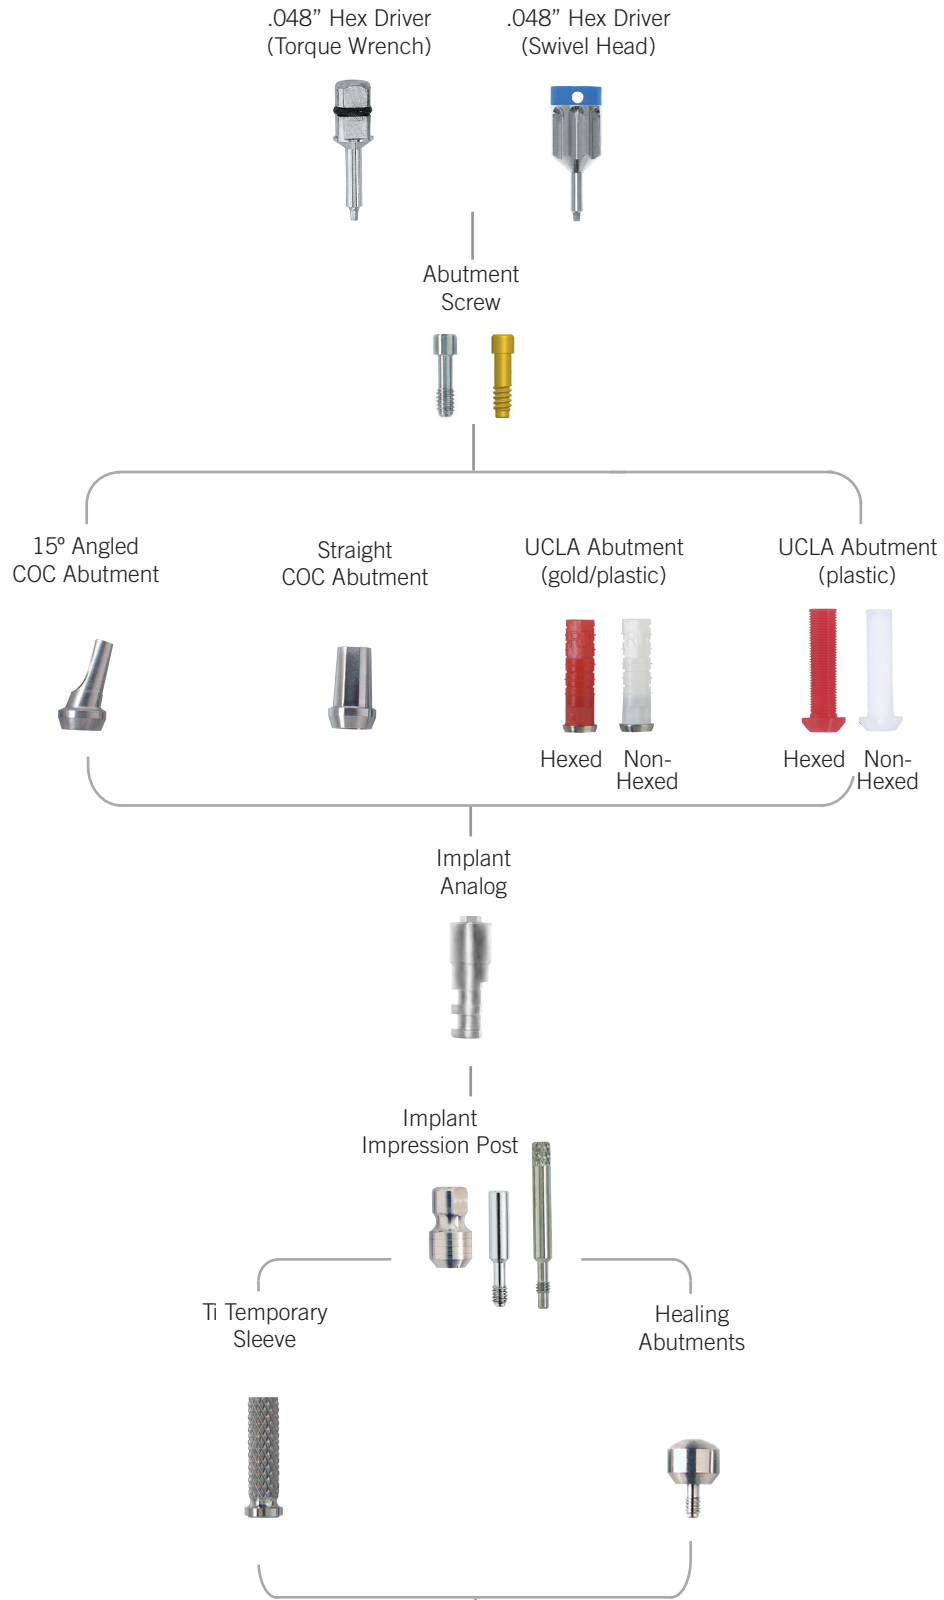 .048” Hex Driver
(Torque Wrench)
.048” Hex Driver
(Swivel Head)
Abutment
Screw
15º Angled
COC Abutment
Straight
COC Abutment
UCLA Abutment
(gold/plastic)
UCLA Abutment
(plastic)
Hexed
Non-
Hexed
Hexed
Non-
Hexed
Implant
Analog
Implant
Impression Post
Ti Temporary
Sleeve
Healing
Abutments